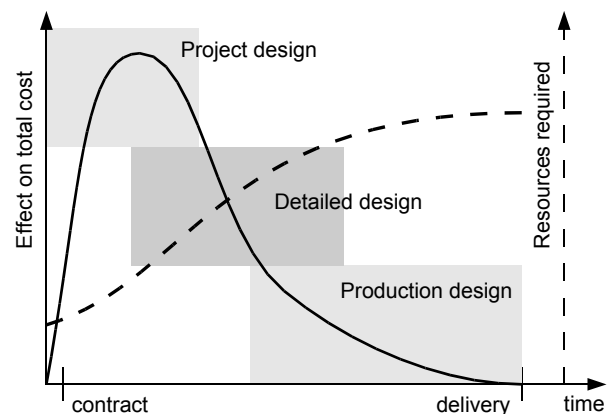 Project design
Effect on total cost
Resources required
Detailed design
Production design
contract
delivery
time